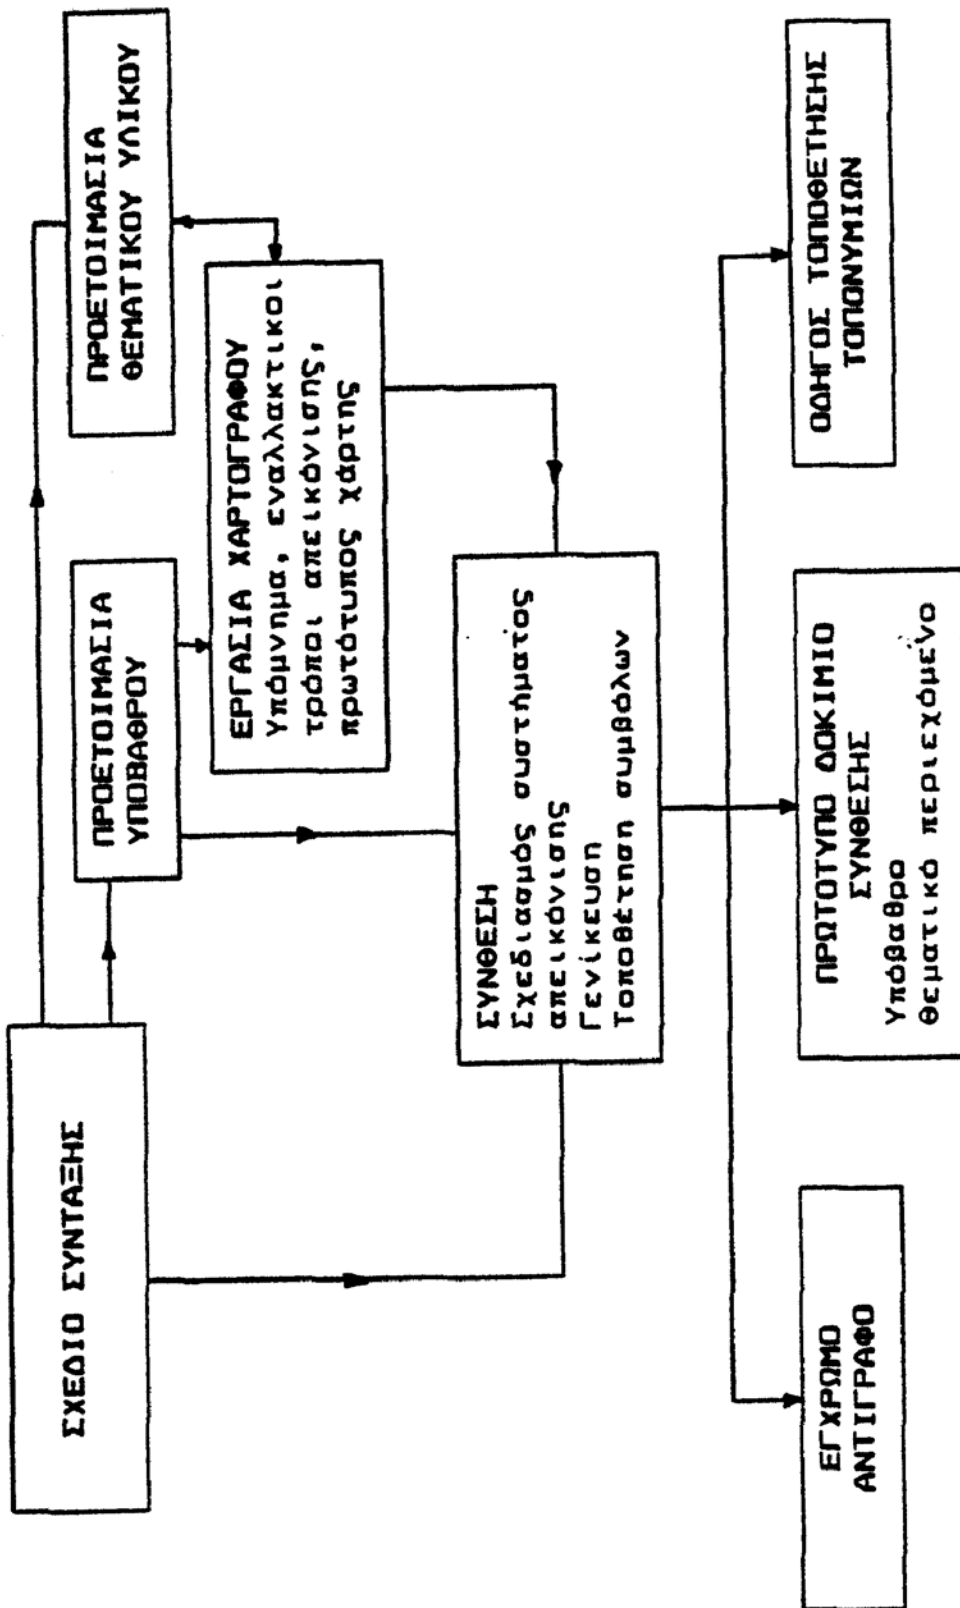 ΣΧΕΔΙΟ ΣΥΝΤΑΞΗΣ
ΠΡΟΕΤΟΙΜΑΣΙΑ
ΥΠΟΒΑΘΡΟΥ
ΠΡΟΕΤΟΙΜΑΣΙΑ
ΘΕΜΑΤΙΚΟΥ ΥΛΙΚΟΥ
ΕΡΓΑΣΙΑ ΧΑΡΤΟΓΡΑΦΟΥ
Υπόμνημα, εναλλακτικοι
τρόποι απεικόνισης,
πρωτότυπος χάρτης
ΣΥΝΘΕΣΗ
Σχεδιασμός συστήματος
απεικόνισης
Γενίκευση
Τοποθέτηση συμβόλων
ΕΓΧΡΩΜΟ
ΑΝΤΙΓΡΑΦΟ
ΠΡΩΤΟΤΥΠΟ ΔΟΚΙΜΙΟ
ΣΥΝΘΕΣΗΣ
Υπόβαθρο
Θεματικό περιεχόμενο
ΟΔΗΓΟΣ ΤΟΠΟΘΕΤΗΣΗΣ
ΤΟΠΩΝΥΜΙΩΝ